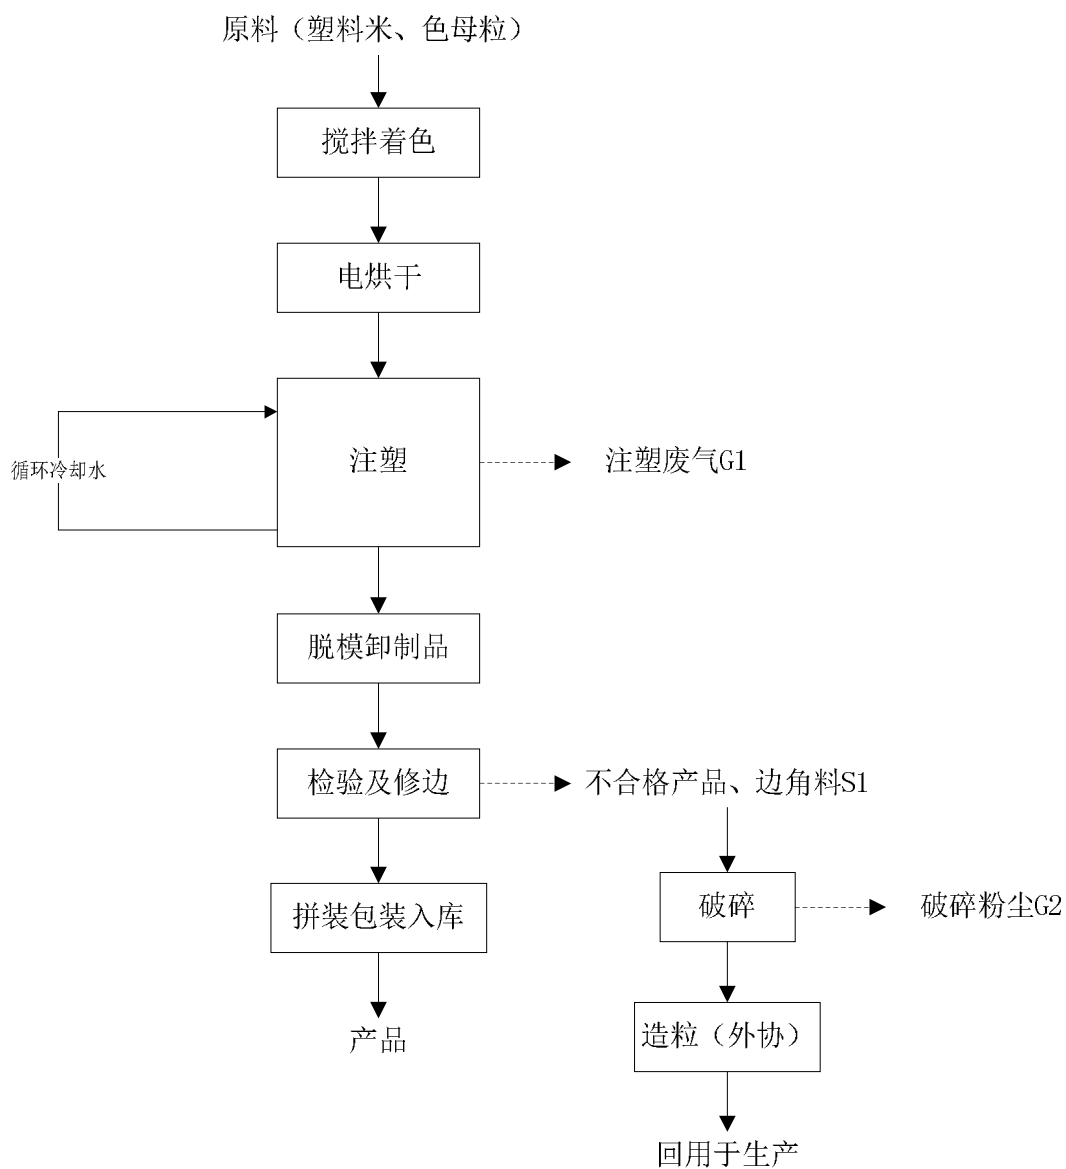 原料（塑料米、色母粒）
搅拌着色
电烘干
注塑
注塑废气G1
循环冷却水
脱模卸制品
检验及修边
不合格产品、边角料S1
拼装包装入库
破碎
破碎粉尘G2
产品
造粒（外协）
回用于生产